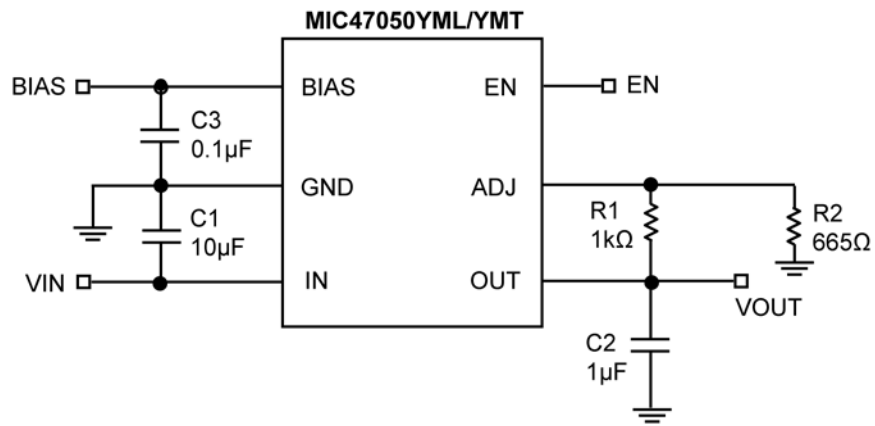 MIC47050YML/YMT
BIAS
BIAS
EN
EN
C3
0.1µF
GND
ADJ
C1
10µF
R1
1kΩ
R2
665Ω
VIN
IN
OUT
VOUT
C2
1µF